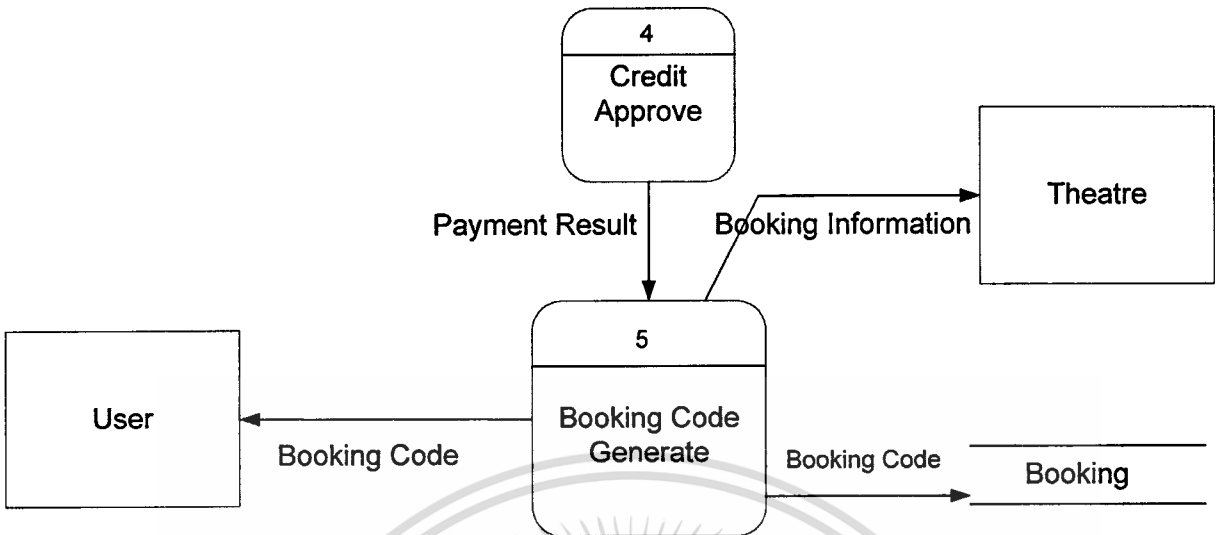 4
Credit
Approve
Theatre
Payment Result
Booking Information
5
User
Booking Code
Generate
Booking Code
Booking Code
Booking